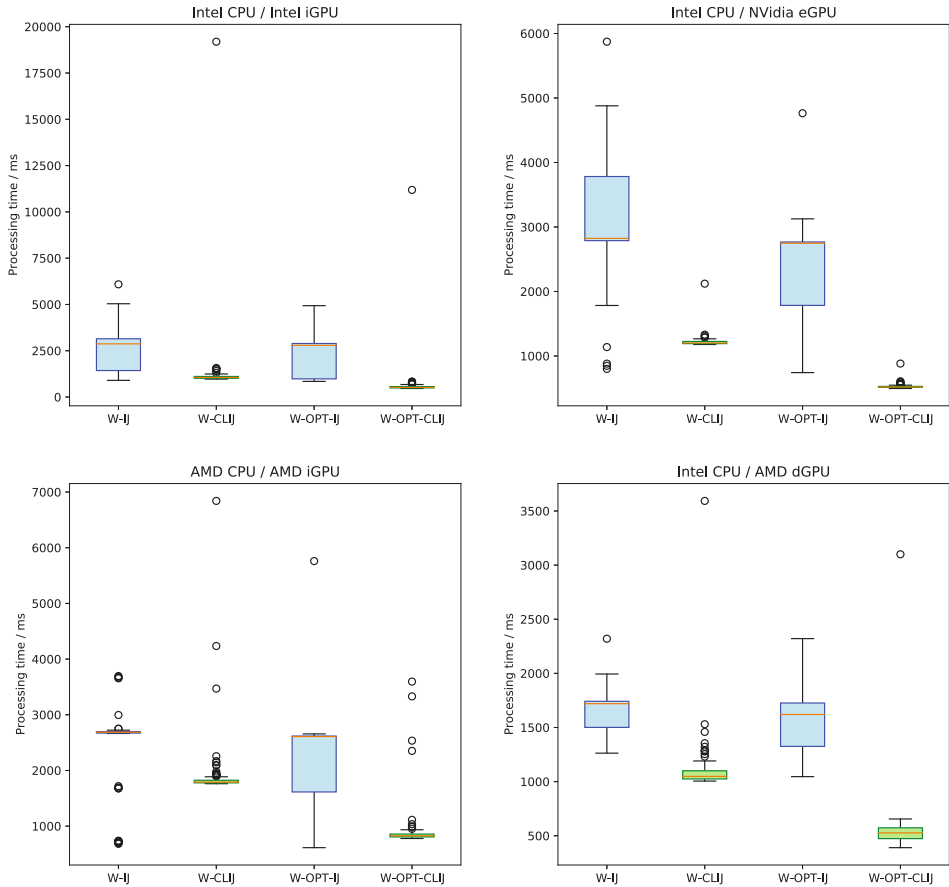 Intel CPU / Intel iGPU
Processing time / ms
20000
17500
15000
12500
10000
7500
5000
2500
0
W-IJ W-CLIJ W-OPT-IJ W-OPT-CLIJ
Intel CPU / NVidia eGPU
Processing time / ms
6000
5000
4000
3000
2000
1000
W-IJ W-CLIJ W-OPT-IJ W-OPT-CLIJ
AMD CPU / AMD iGPU
Processing time / ms
7000
6000
5000
4000
3000
2000
1000
W-IJ W-CLIJ W-OPT-IJ W-OPT-CLIJ
Intel CPU / AMD dGPU
Processing time / ms
3500
3000
2500
2000
1500
1000
500
W-IJ W-CLIJ W-OPT-IJ W-OPT-CLIJ